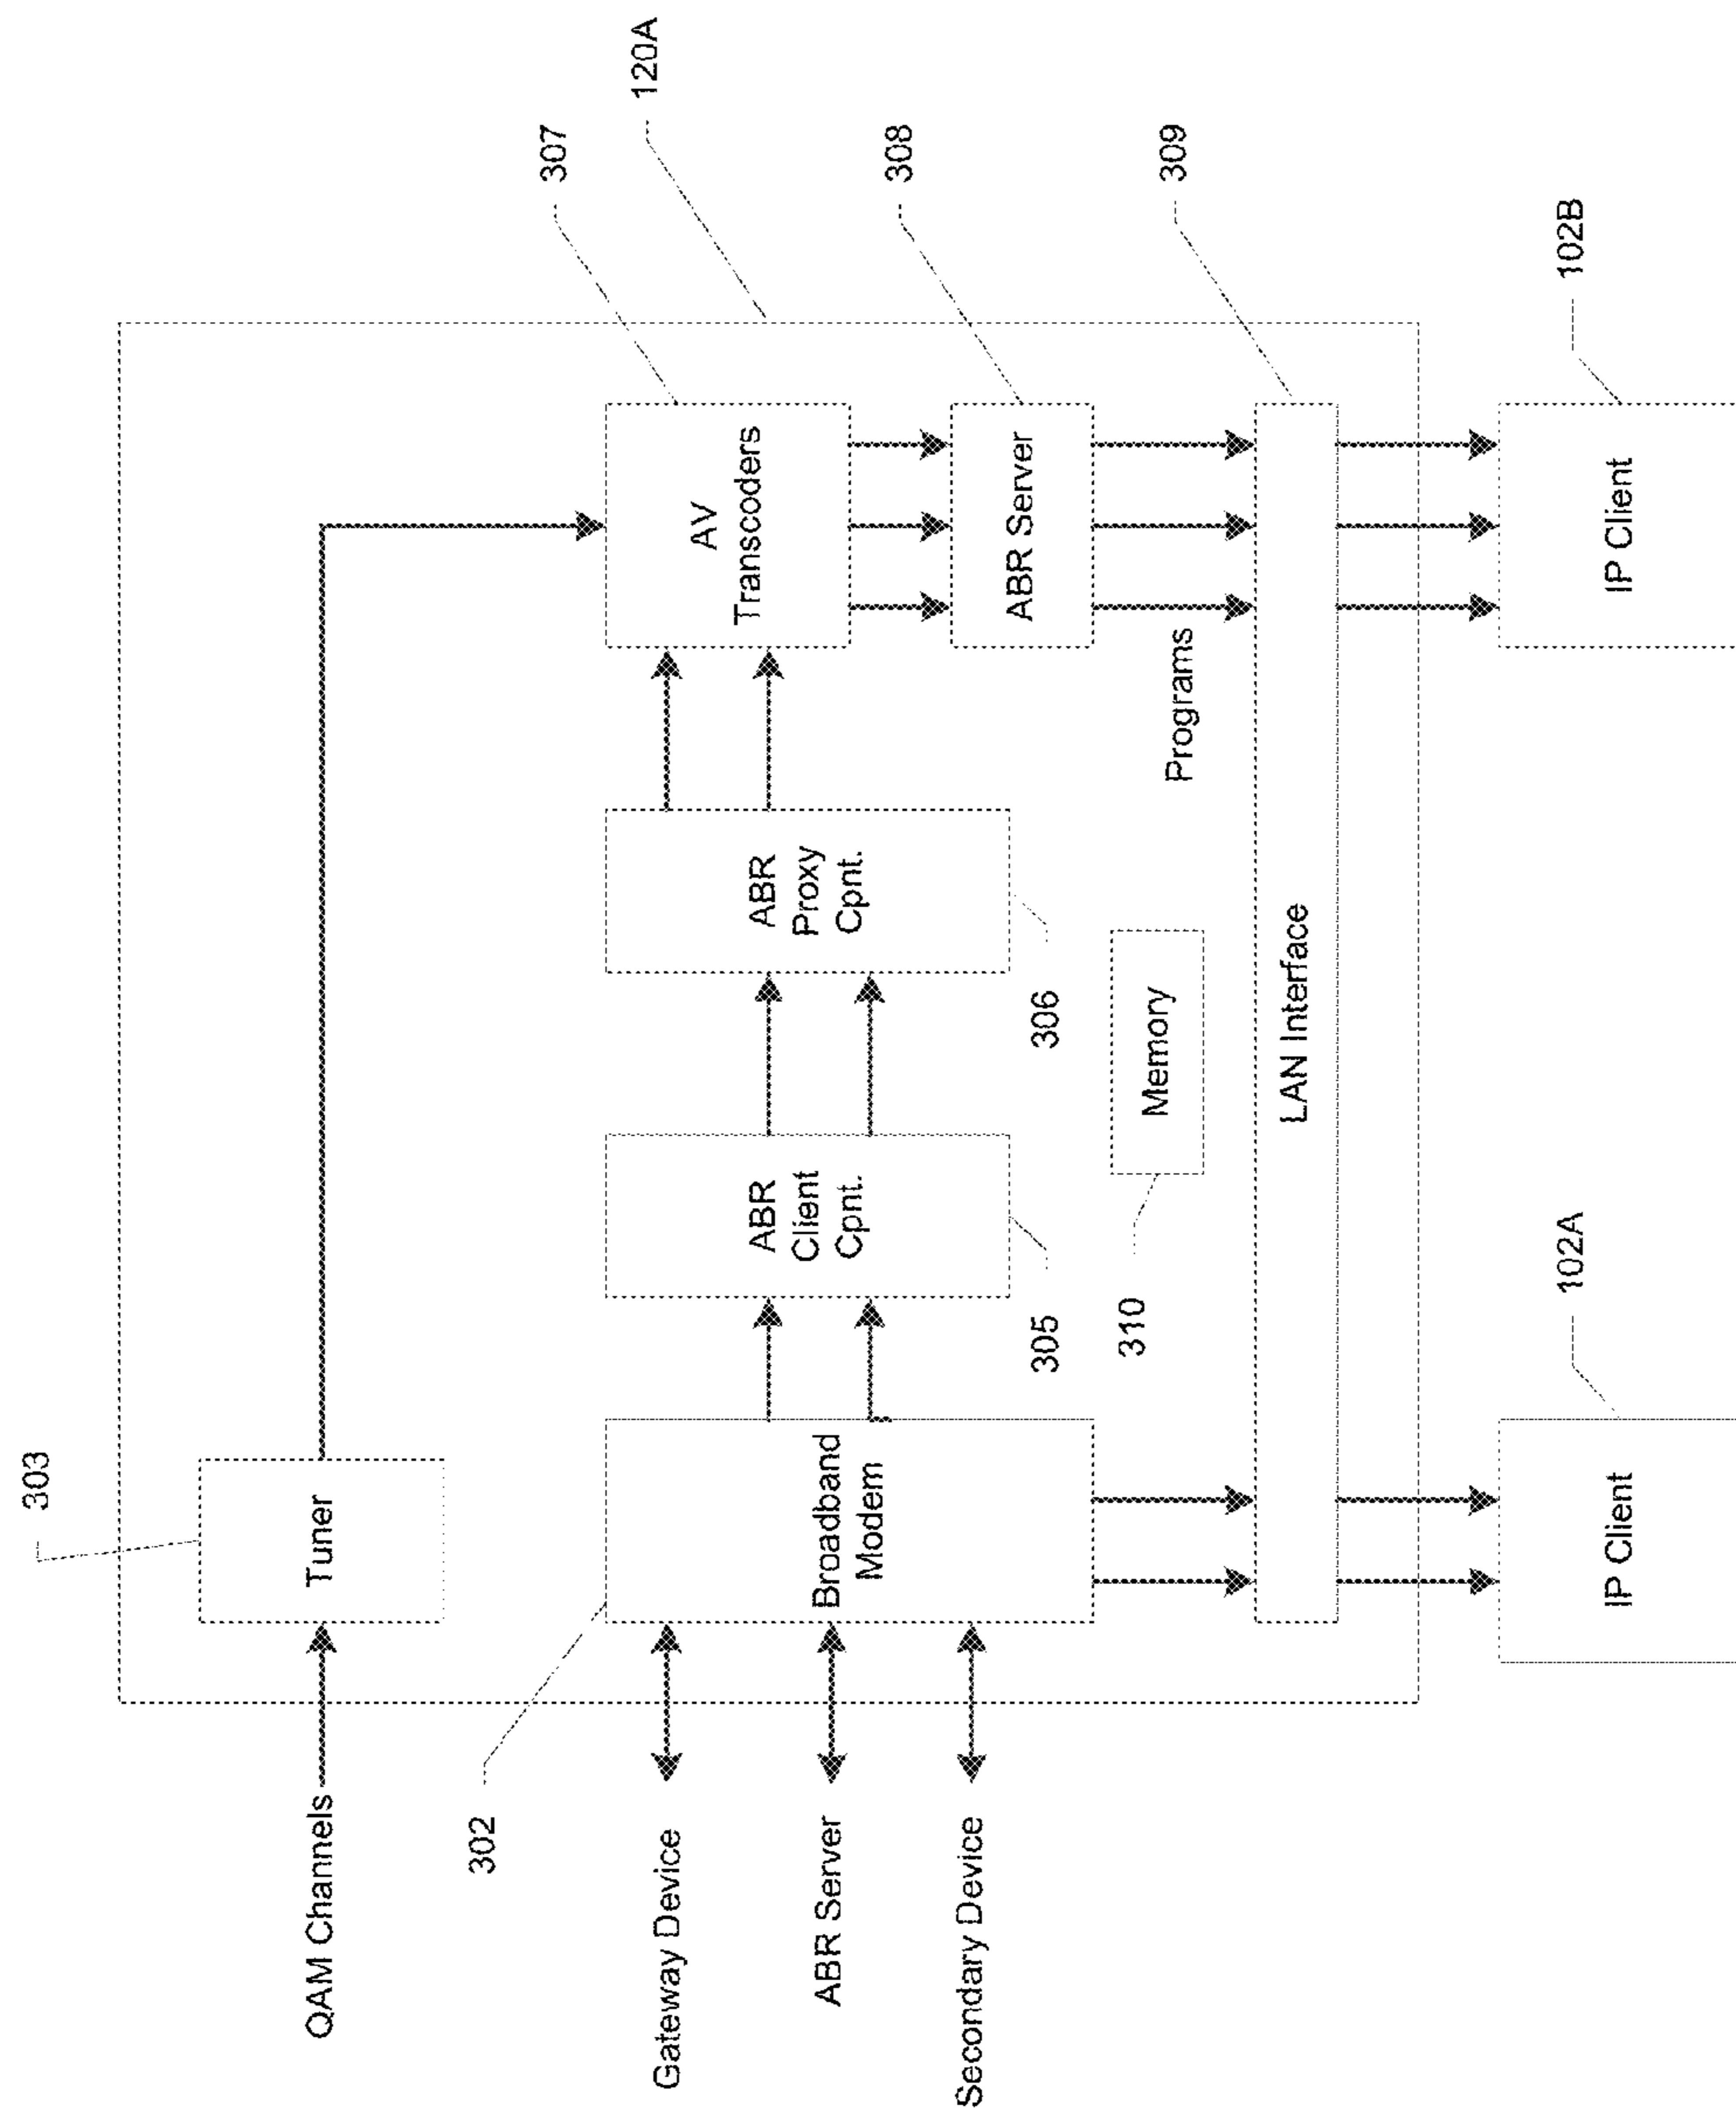 303
120A
QAM Channels
Tuner
307
302
Gateway Device
ABR Server
Secondary Device
Broadband
Modem
ABR
Client
Cpnt.
305
ABR
Proxy
Cpnt.
306
AV
Transcoders
308
ABR Server
310
Memory
Programs
309
LAN Interface
102A
IP Client
102B
IP Client